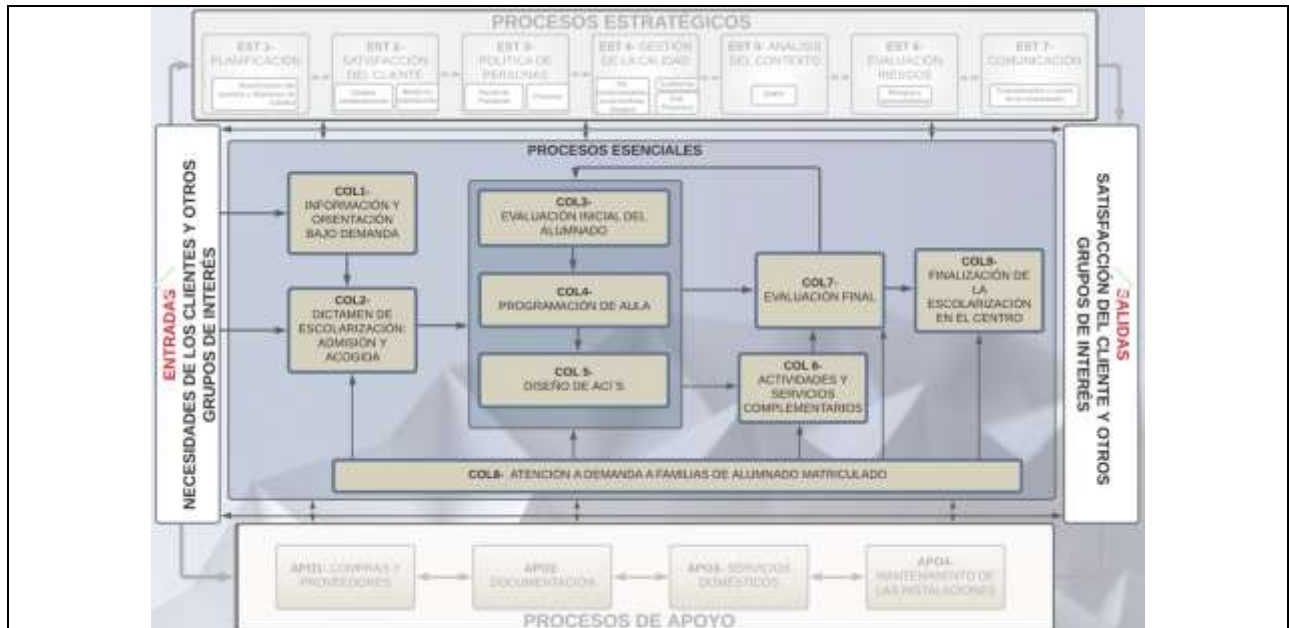 PROCESOS ESTRATÉGICOS
EST 1-
PLANIFICACIÓN
EST 2-
SATISFACCIÓN
DEL CLIENTE
EST 3-
POLÍTICA DE
PERSONAS
EST 4- GESTIÓN
DE LA CALIDAD
EST 5- ANÁLISIS
DEL CONTEXTO
EST 6-
EVALUACIÓN
RIESGOS
EST 7-
COMUNICACIÓN
ENTRADAS
NECESIDADES DE LOS CLIENTES Y OTROS
GRUPOS DE INTERÉS
PROCESOS ESENCIALES
COL1-
INFORMACIÓN Y
ORIENTACIÓN
BAJO DEMANDA
COL2-
DICTAMEN DE
ESCOLARIZACIÓN:
ADMISIÓN Y
ACOGIDA
COL3-
EVALUACIÓN INICIAL DEL
ALUMNADO
COL4-
PROGRAMACIÓN DE AULA
COL 5-
DISEÑO DE ACI´S
COL7-
EVALUACIÓN FINAL
COL 6-
ACTIVIDADES Y
SERVICIOS
COMPLEMENTARIOS
COL9-
FINALIZACIÓN DE
LA
ESCOLARIZACIÓN
EN EL CENTRO
COL8- ATENCIÓN A DEMANDA A FAMILIAS DE ALUMNADO MATRICULADO
SALIDAS
SATISFACCIÓN DEL CLIENTE Y OTROS
GRUPOS DE INTERÉS
APO1- COMPRAS Y
PROVEEDORES
APO2-
DOCUMENTACIÓN
APO3- SERVICIOS
DOMÉSTICOS
APO4-
MANTENIMIENTO DE
LAS INSTALACIONES
PROCESOS DE APOYO